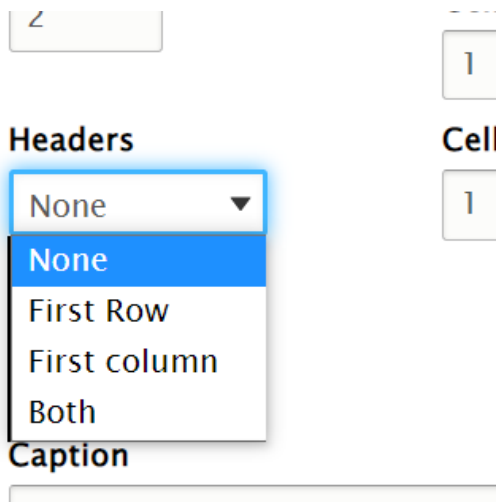 2
1
Headers
Cell
None
1
None
First Row
First column
Both
Caption